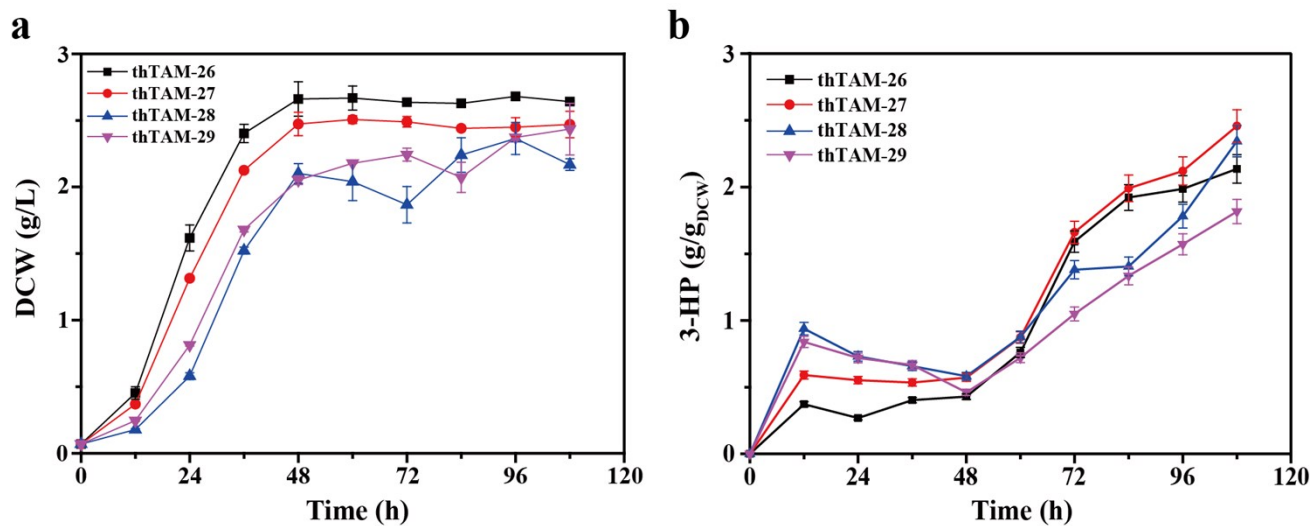 a
3
2
1
0
DCW (g/L)
thTAM-26
thTAM-27
thTAM-28
thTAM-29
0 24 48 72 96 120
Time (h)
b
3
2
1
0
3-HP (g/gDCW)
thTAM-26
thTAM-27
thTAM-28
thTAM-29
0 24 48 72 96 120
Time (h)